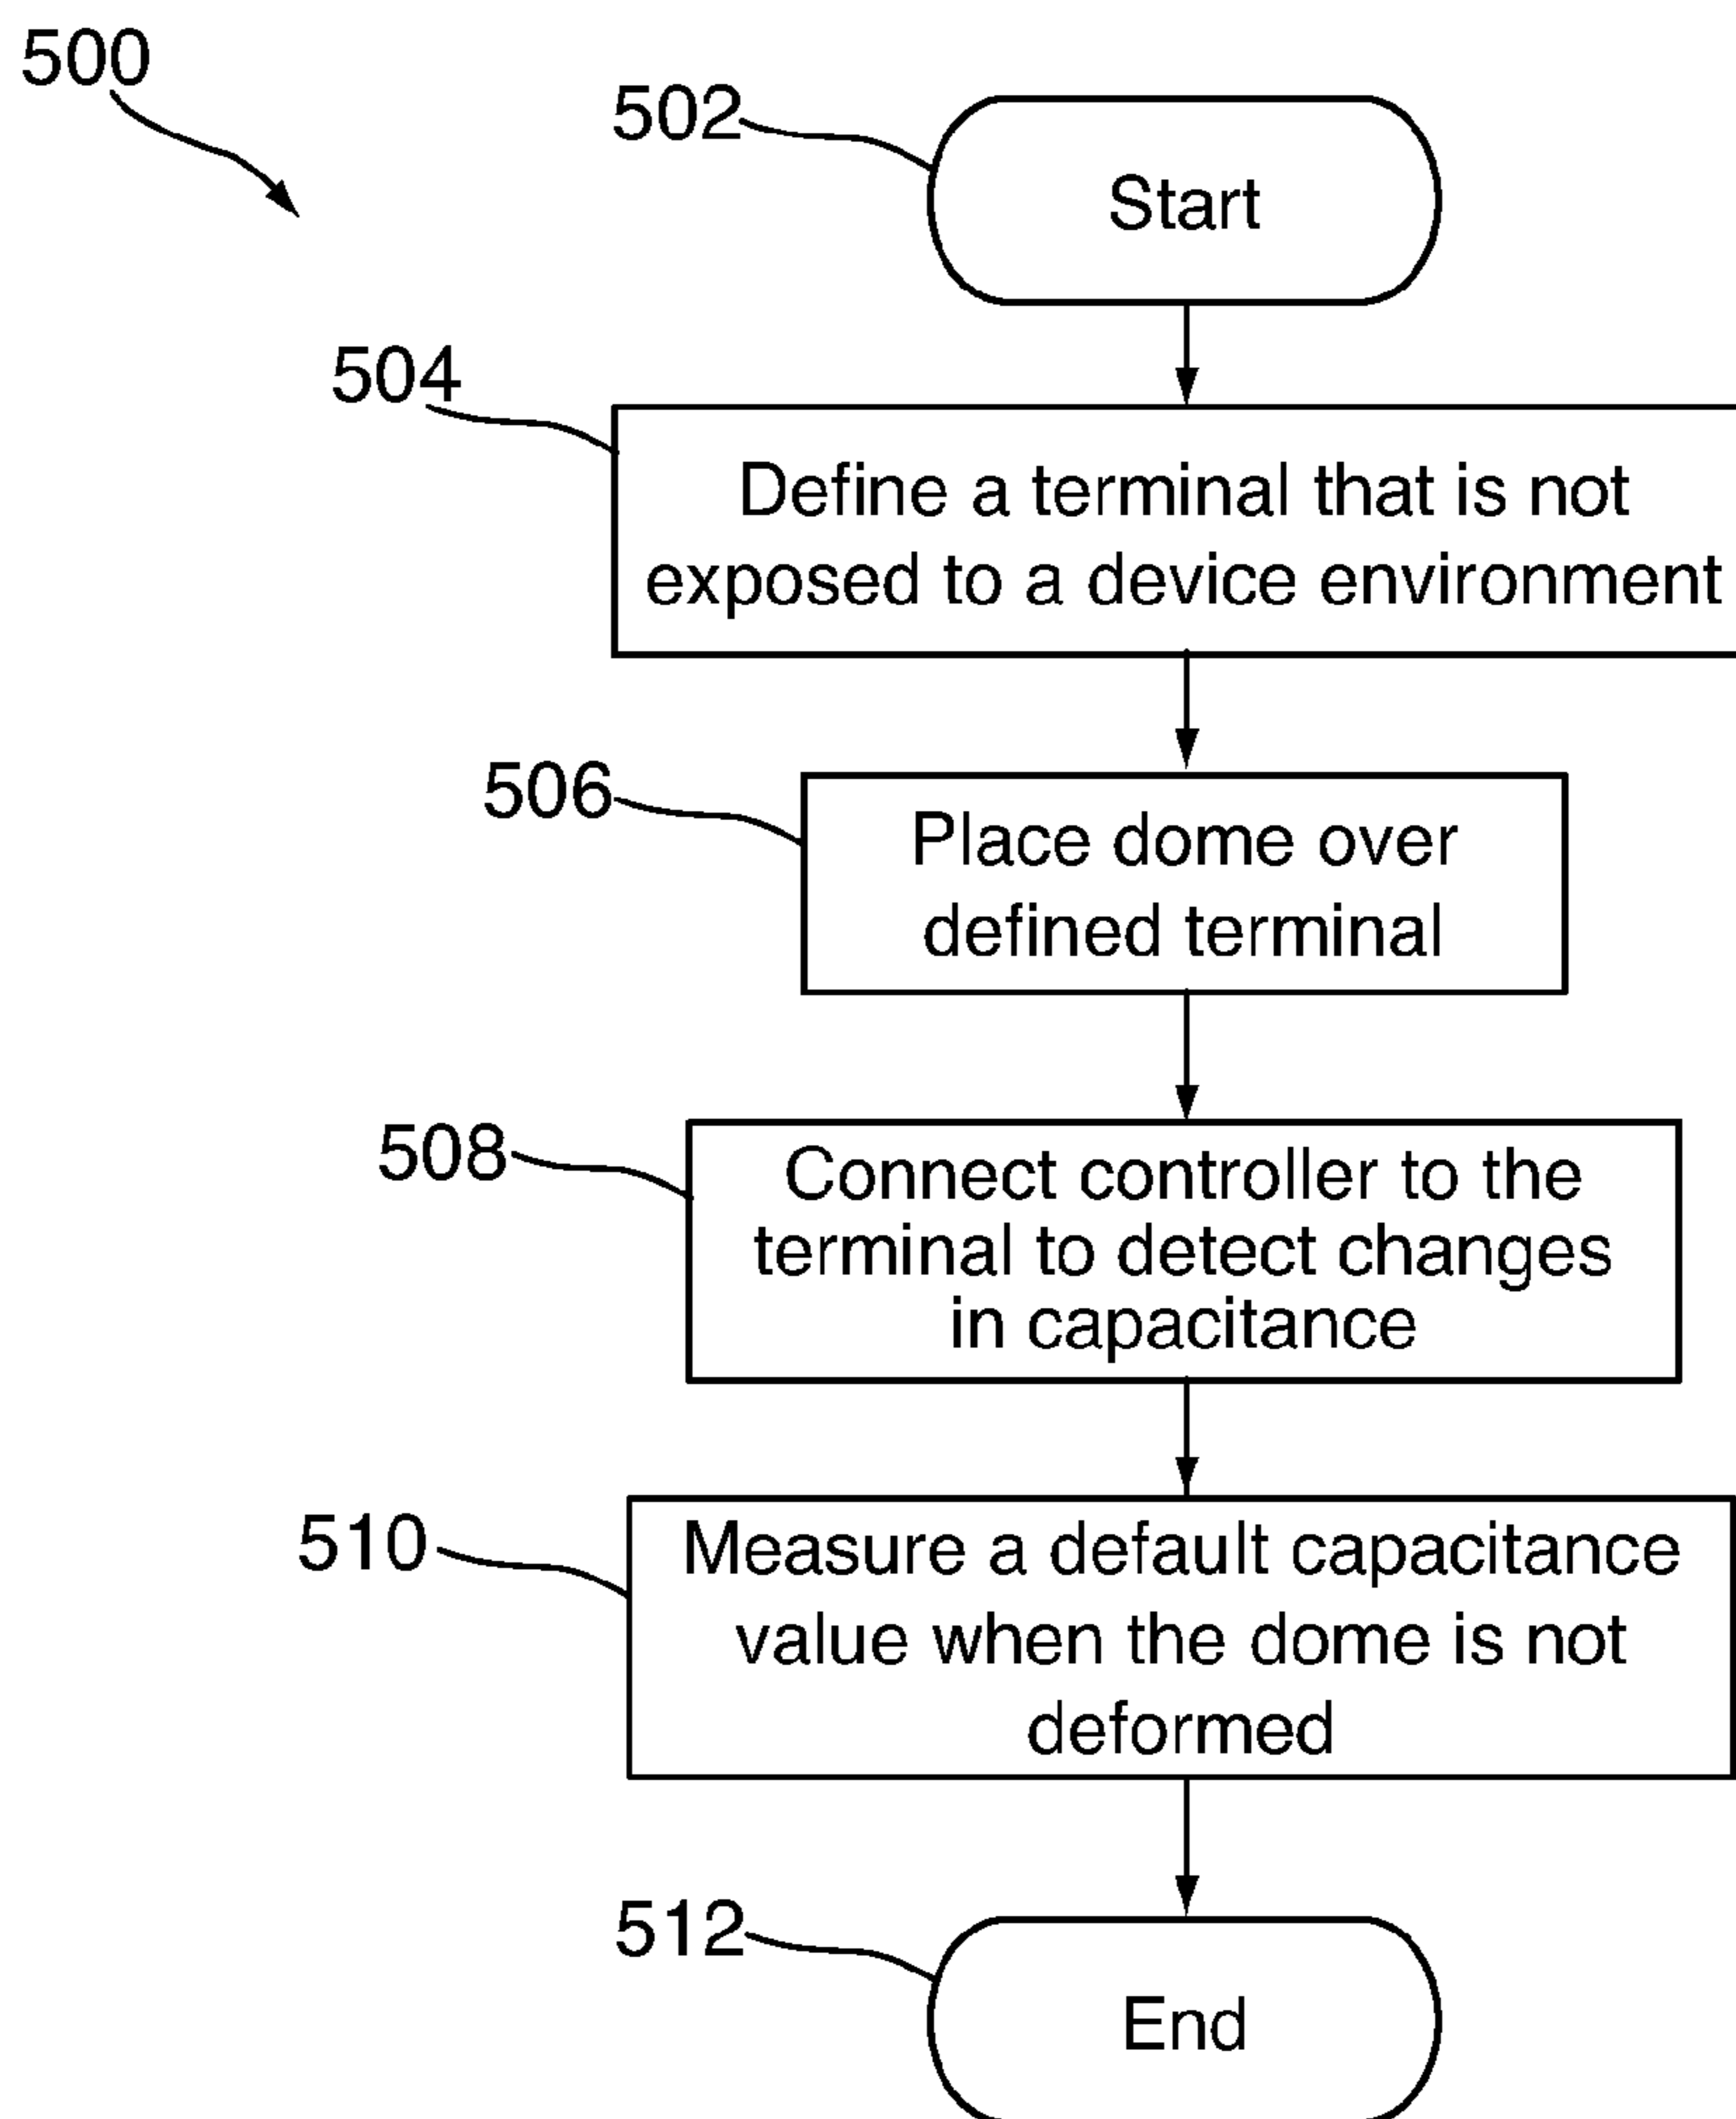 500
502
Start
504
Define a terminal that is not
exposed to a device environment
506
Place dome over
defined terminal
508
Connect controller to the
terminal to detect changes
in capacitance
510
Measure a default capacitance
value when the dome is not
deformed
512
End